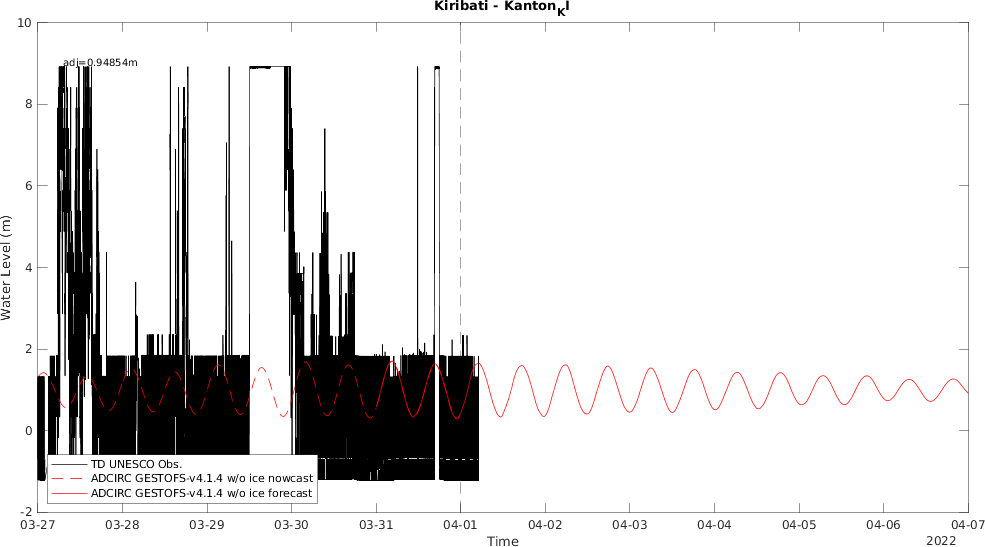 Kiribati - Kanton_KI
adj=0.94854m
Water Level (m)
10
8
6
4
2
0
-2
TD UNESCO Obs.
ADCIRC GESTOFS-v4.1.4 w/o ice nowcast
ADCIRC GESTOFS-v4.1.4 w/o ice forecast
03-27 03-28 03-29 03-30 03-31 04-01 04-02 04-03 04-04 04-05 04-06 04-07
Time
2022